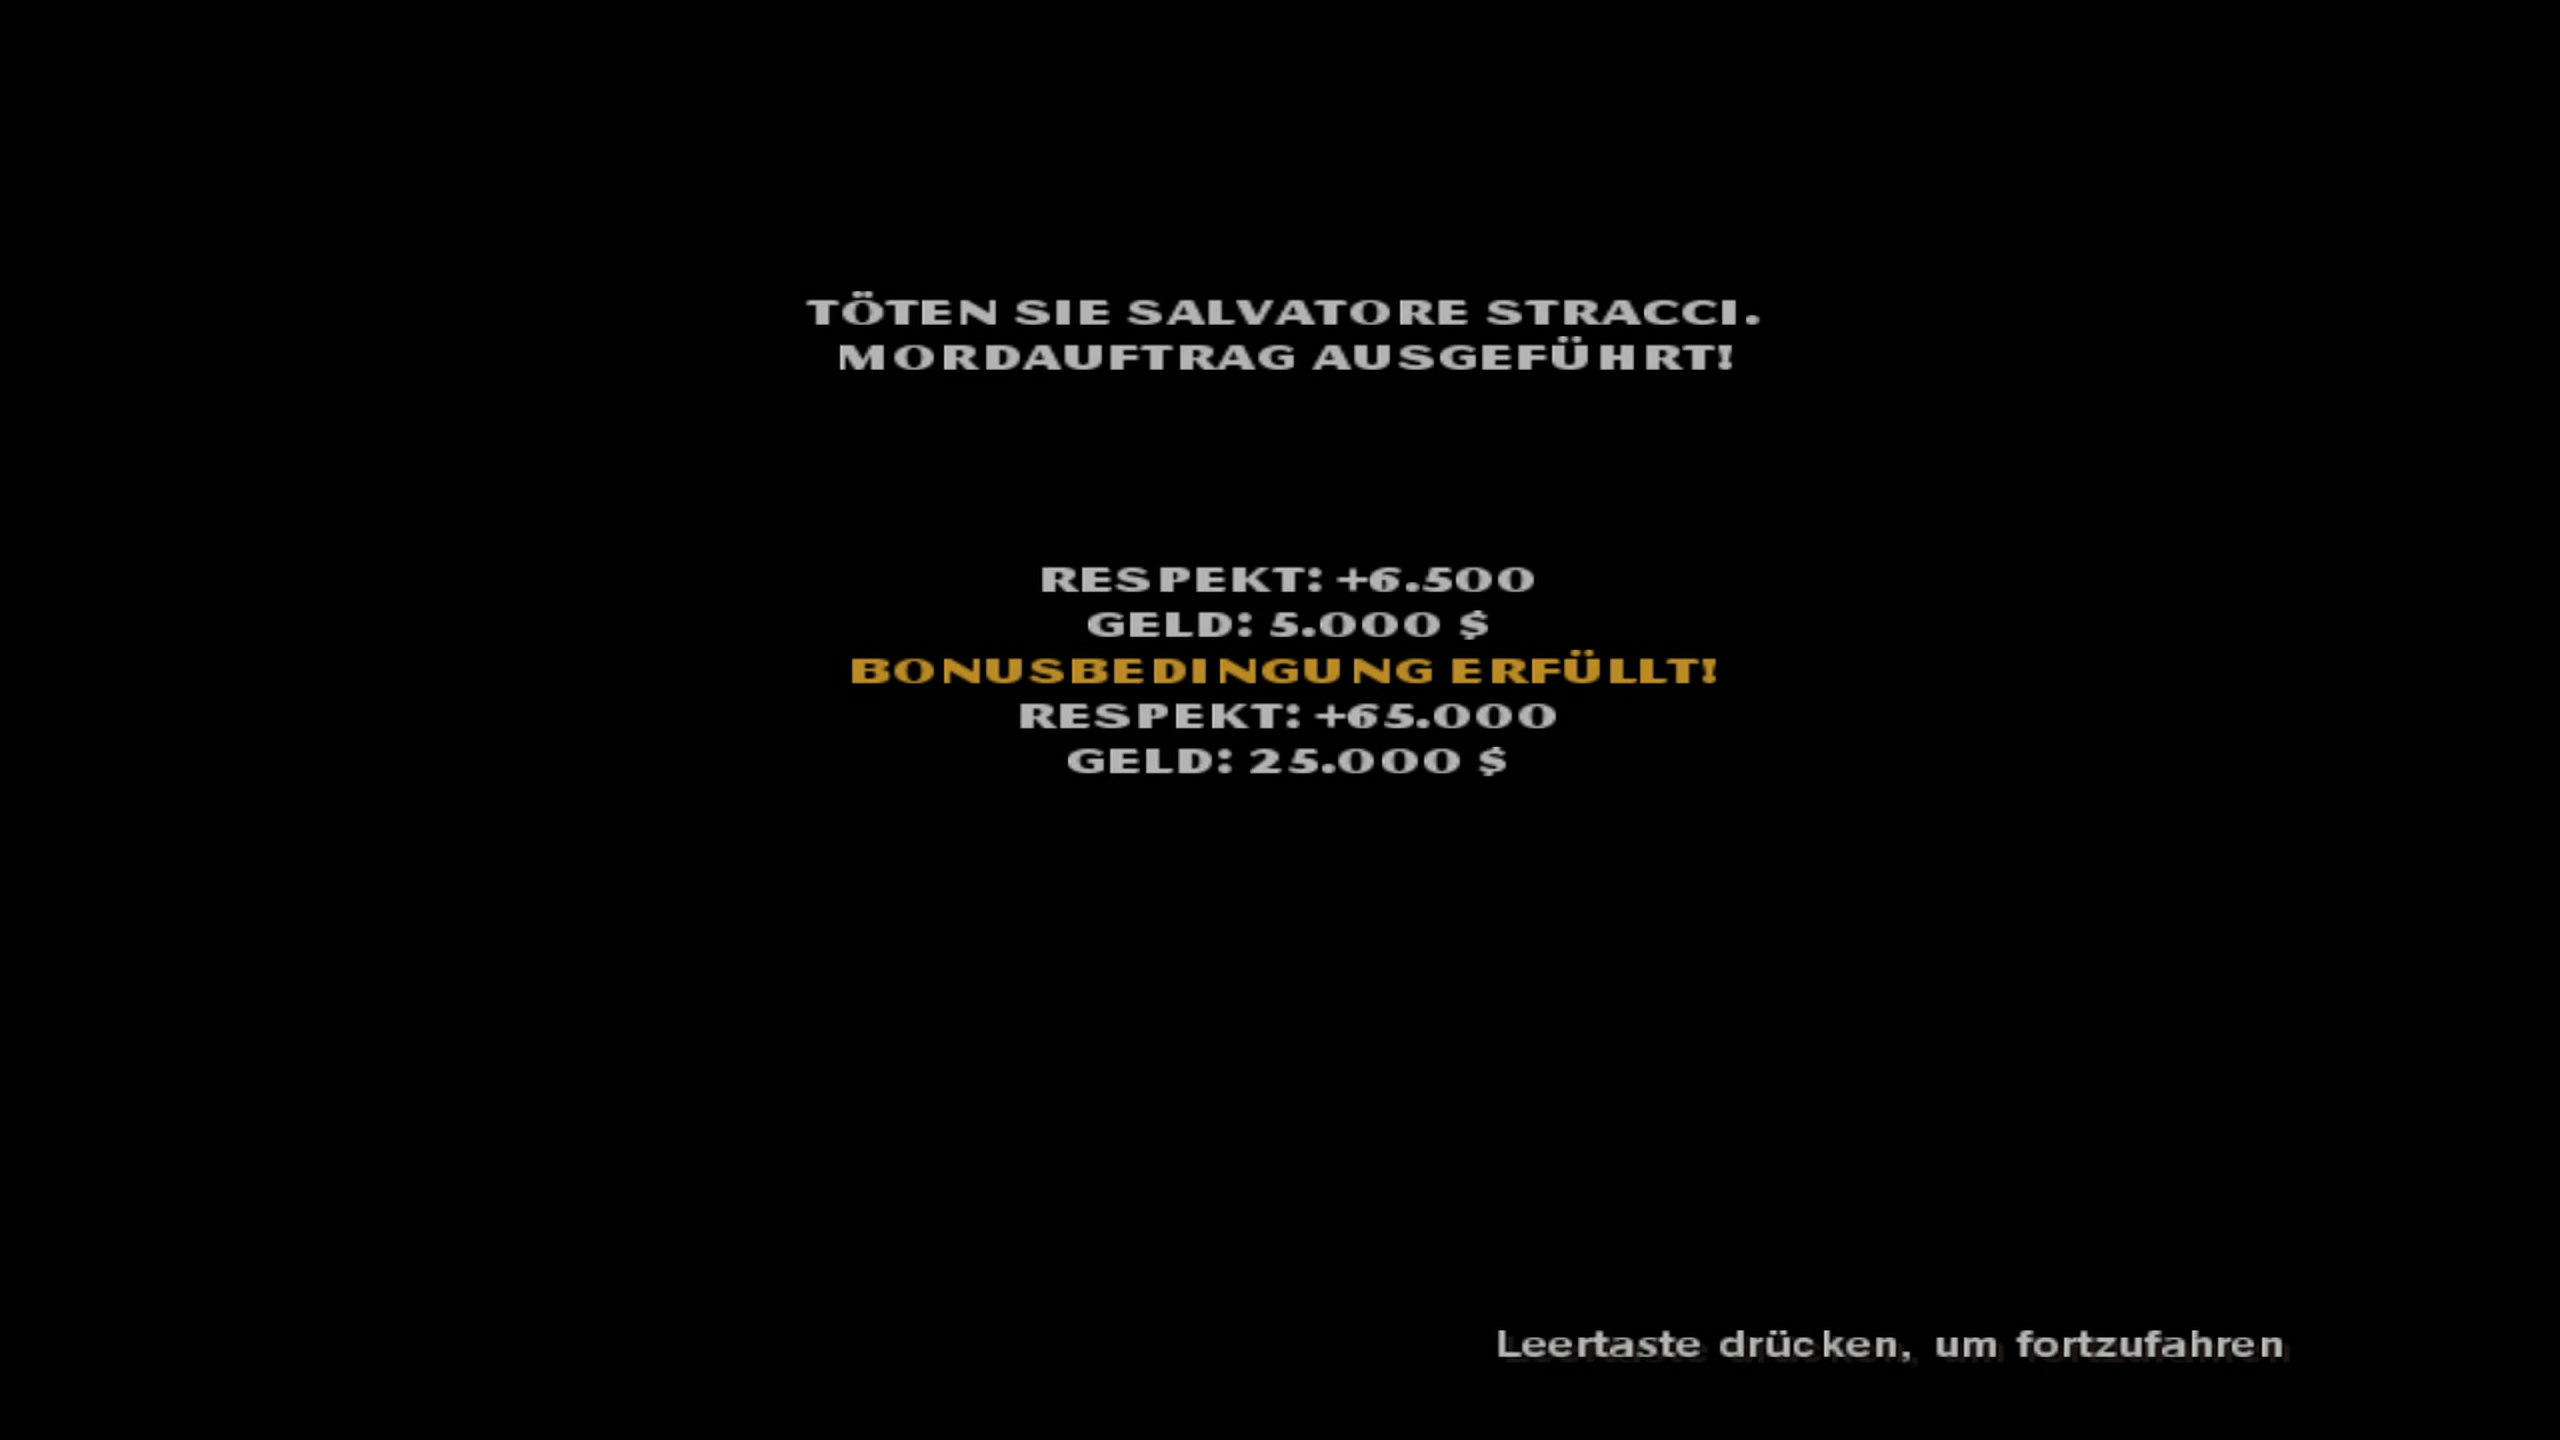 TÖTEN SIE SALVATORE STRACCI.
MORDAUFTRAG AUSGEFÜHRT!
RESPEKT: +6.500
GELD: 5.000 $
BONUSBEDINGUNG ERFÜLLT!
RESPEKT: +65.000
GELD: 25.000 $
Leertaste drücken, um fortzufahren